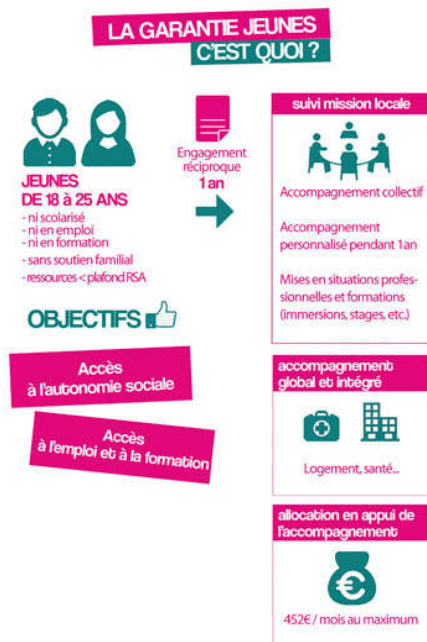 LA GARANTIE JEUNES
C'EST QUOI ?
JEUNES
DE 18 à 25 ANS
- ni scolarisé
- ni en emploi
- ni en formation
- sans soutien familial
- ressources < plafond RSA
Engagement
réciproque
1 an
suivi mission locale
Accompagnement collectif
Accompagnement
personnalisé pendant 1an
Mises en situations profes-
sionnelles et formations
(immersions, stages, etc.)
OBJECTIFS
Accès
à l'autonomie sociale
Accès
à l'emploi et à la formation
accompagnement
global et intégré
Logement, santé...
allocation en appui de
l'accompagnement
€
452€ / mois au maximum